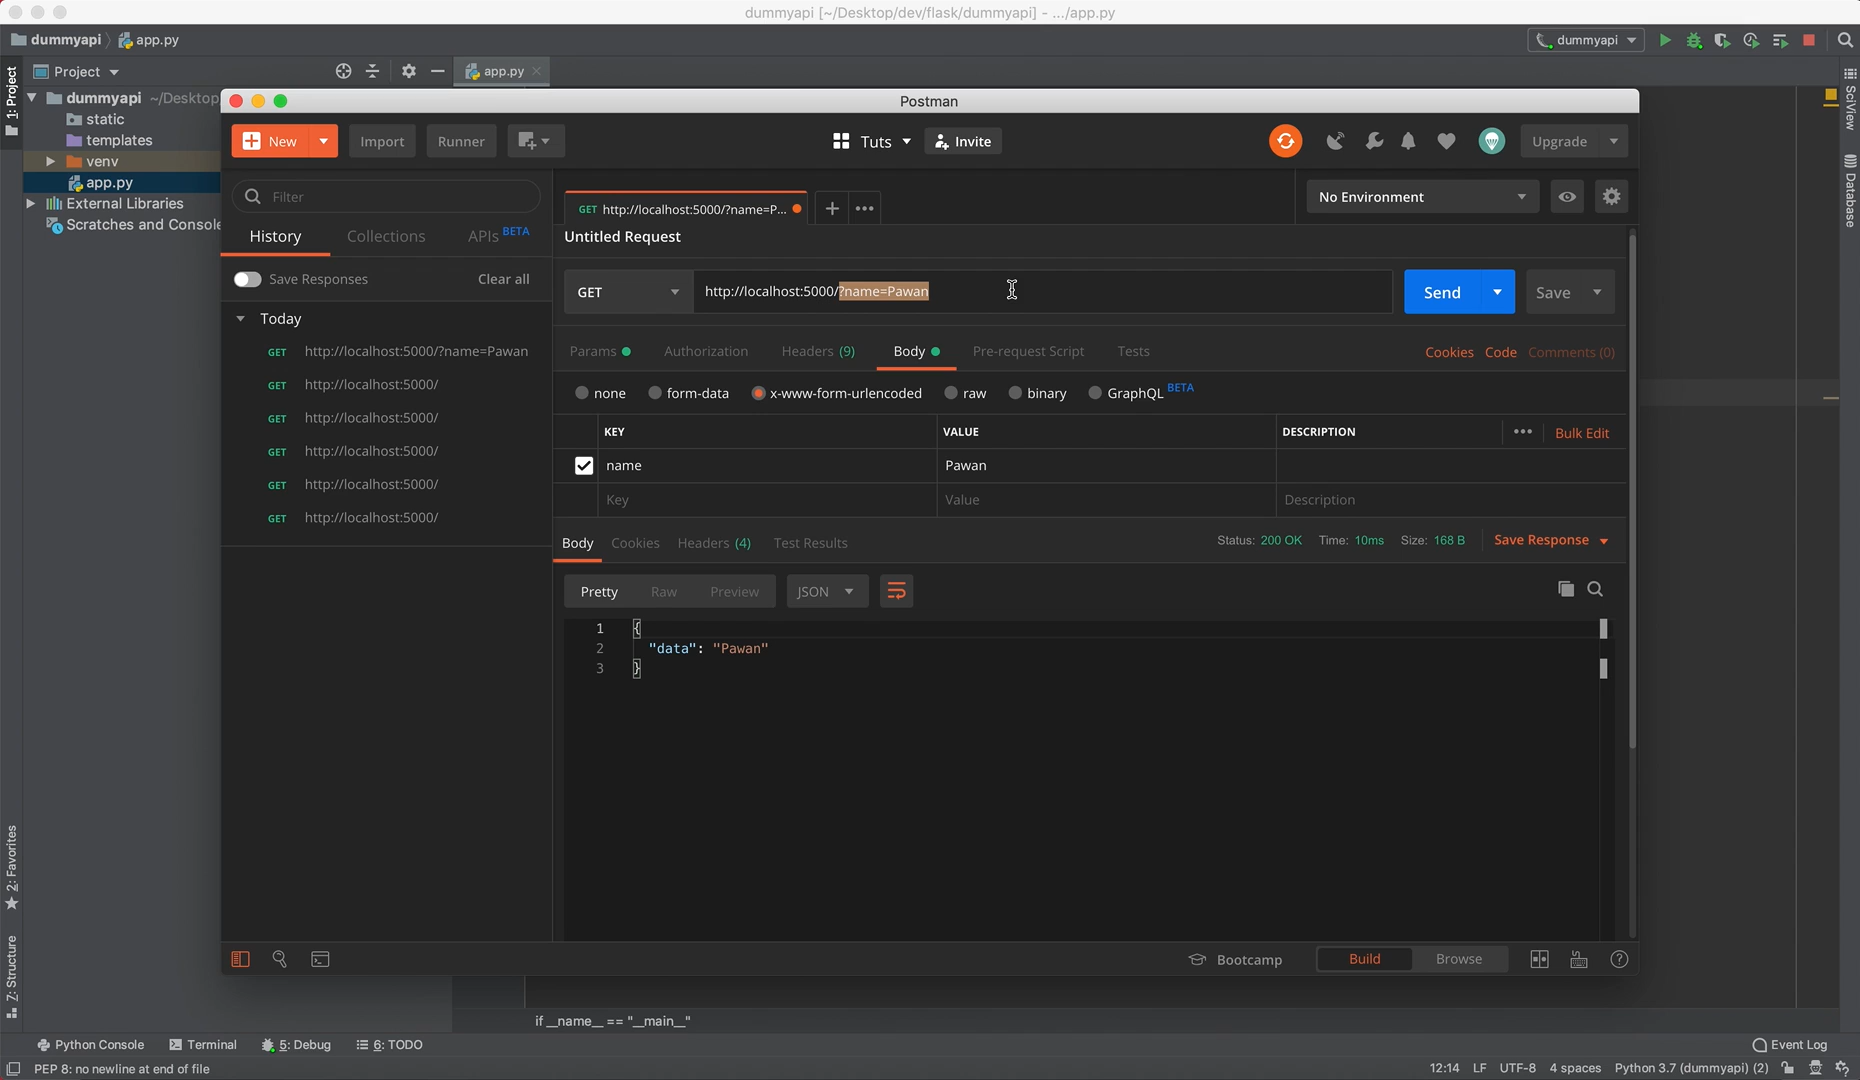 dummyapi [~/Desktop/dev/flask/dummyapi] - .../app.py
dummyapi app.py dummyapi
1: Project
Project app.py
dummyapi ~/Desktop
static
templates
venv
app.py
External Libraries
Scratches and Console
SciView
Database
Postman
New Import Runner Tuts Invite Upgrade
Filter
GET http://localhost:5000/?name=P... No Environment
History Collections APIs BETA
Untitled Request
Save Responses Clear all
GET http://localhost:5000/?name=Pawan Send Save
Today
GET http://localhost:5000/?name=Pawan
GET http://localhost:5000/
GET http://localhost:5000/
GET http://localhost:5000/
GET http://localhost:5000/
GET http://localhost:5000/
Params Authorization Headers (9) Body Pre-request Script Tests Cookies Code Comments (0)
none form-data x-www-form-urlencoded raw binary GraphQL BETA
KEY VALUE DESCRIPTION Bulk Edit
name Pawan
Key Value Description
Body Cookies Headers (4) Test Results Status: 200 OK Time: 10ms Size: 168 B Save Response
Pretty Raw Preview JSON
1 {
2 "data": "Pawan"
3 }
Bootcamp Build Browse
2: Favorites
Z: Structure
if __name__ == "__main__"
Python Console Terminal 5: Debug 6: TODO Event Log
PEP 8: no newline at end of file 12:14 LF UTF-8 4 spaces Python 3.7 (dummyapi) (2)